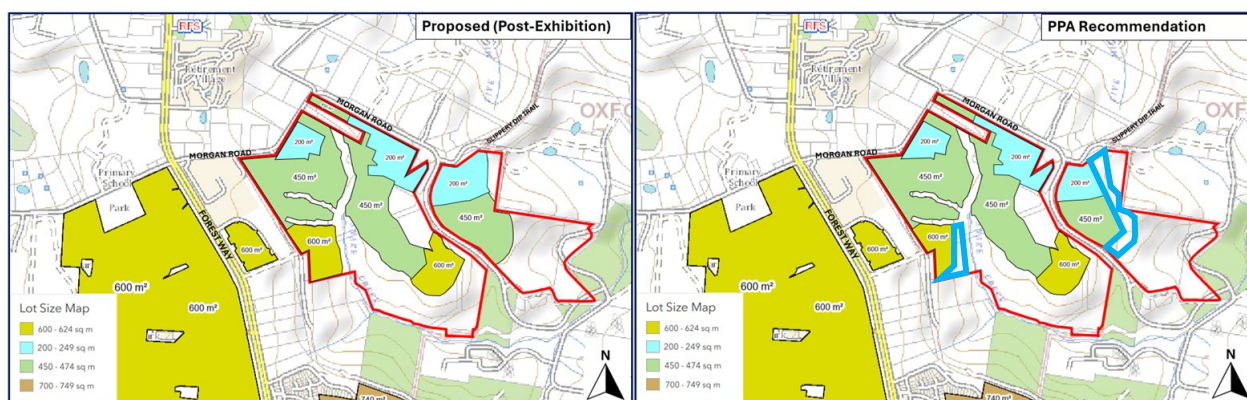 Proposed (Post-Exhibition)
RFS
Retirement
Village
MORGAN ROAD
SLIPPERY DIP TRAIL
OXF
MORGAN ROAD
200 m²
200 m²
200 m²
Primary
School
Park
450 m²
450 m²
450 m²
FOREST WAY
600 m²
600 m²
600 m²
600 m²
600 m²
Lot Size Map
600 - 624 sq m
200 - 249 sq m
450 - 474 sq m
700 - 749 sq m
740 m²
N
PPA Recommendation
RFS
Retirement
Village
MORGAN ROAD
SLIPPERY DIP TRAIL
OXF
MORGAN ROAD
200 m²
200 m²
200 m²
Primary
School
Park
450 m²
450 m²
450 m²
FOREST WAY
600 m²
600 m²
600 m²
600 m²
600 m²
Lot Size Map
600 - 624 sq m
200 - 249 sq m
450 - 474 sq m
700 - 749 sq m
740 m²
N